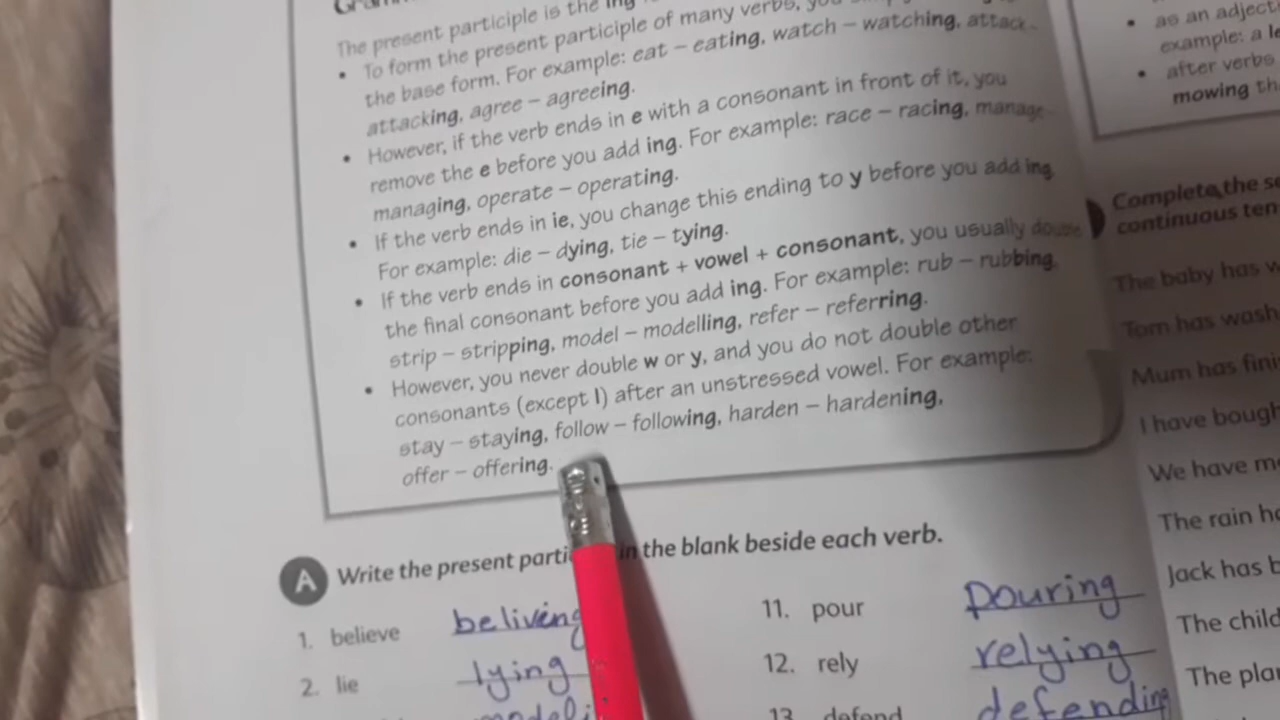 The present participle is the ing
• To form the present participle of many verbs, you
the base form. For example: eat – eating, watch – watching, attack –
attacking, agree – agreeing.
• However, if the verb ends in e with a consonant in front of it, you
remove the e before you add ing. For example: race – racing, manage –
managing, operate – operating.
• If the verb ends in ie, you change this ending to y before you add ing.
For example: die – dying, tie – tying.
• If the verb ends in consonant + vowel + consonant, you usually double
the final consonant before you add ing. For example: rub – rubbing,
strip – stripping, model – modelling, refer – referring.
• However, you never double w or y, and you do not double other
consonants (except l) after an unstressed vowel. For example:
stay – staying, follow – following, harden – hardening,
offer – offering.
A Write the present in the blank beside each verb.
1. believe beliving
2. lie lying
11. pour pouring
12. rely relying
13. defend defending
• as an
example: a
• after verbs
mowing
Complete the
continuous
The baby has
Tom has
Mum has
I have
We have
The rain
Jack has
The
The